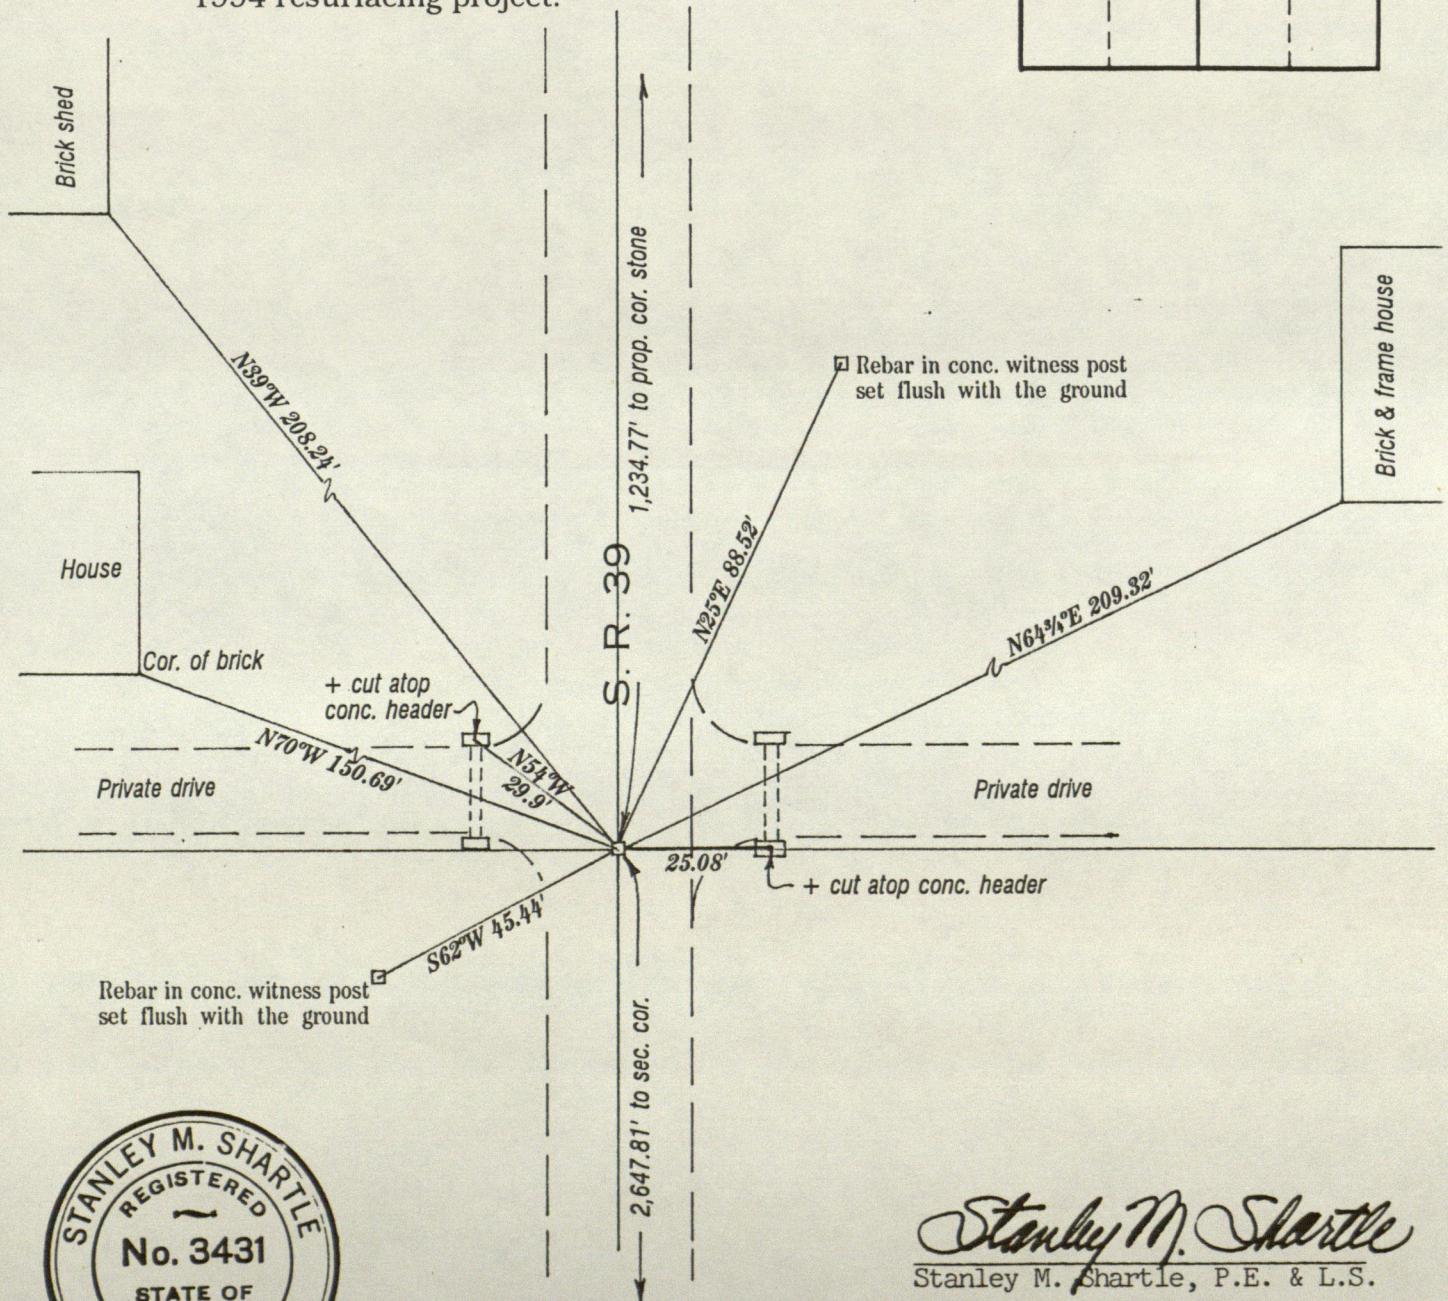 1994 resurfacing project.
Brick shed
1,234.77' to prop. cor. stone
Brick & frame house
N39°W 208.24'
Rebar in conc. witness post
set flush with the ground
House
S. R. 39
N25°E 88.52'
N64¾°E 209.32'
Cor. of brick
+ cut atop
conc. header
N70°W 150.69'
N54°W
29.9'
Private drive
Private drive
25.08'
+ cut atop conc. header
S62°W 45.44'
Rebar in conc. witness post
set flush with the ground
2,647.81' to sec. cor.
STANLEY M. SHARTLE
REGISTERED
No. 3431
STATE OF
Stanley M. Shartle
Stanley M. Shartle, P.E. & L.S.